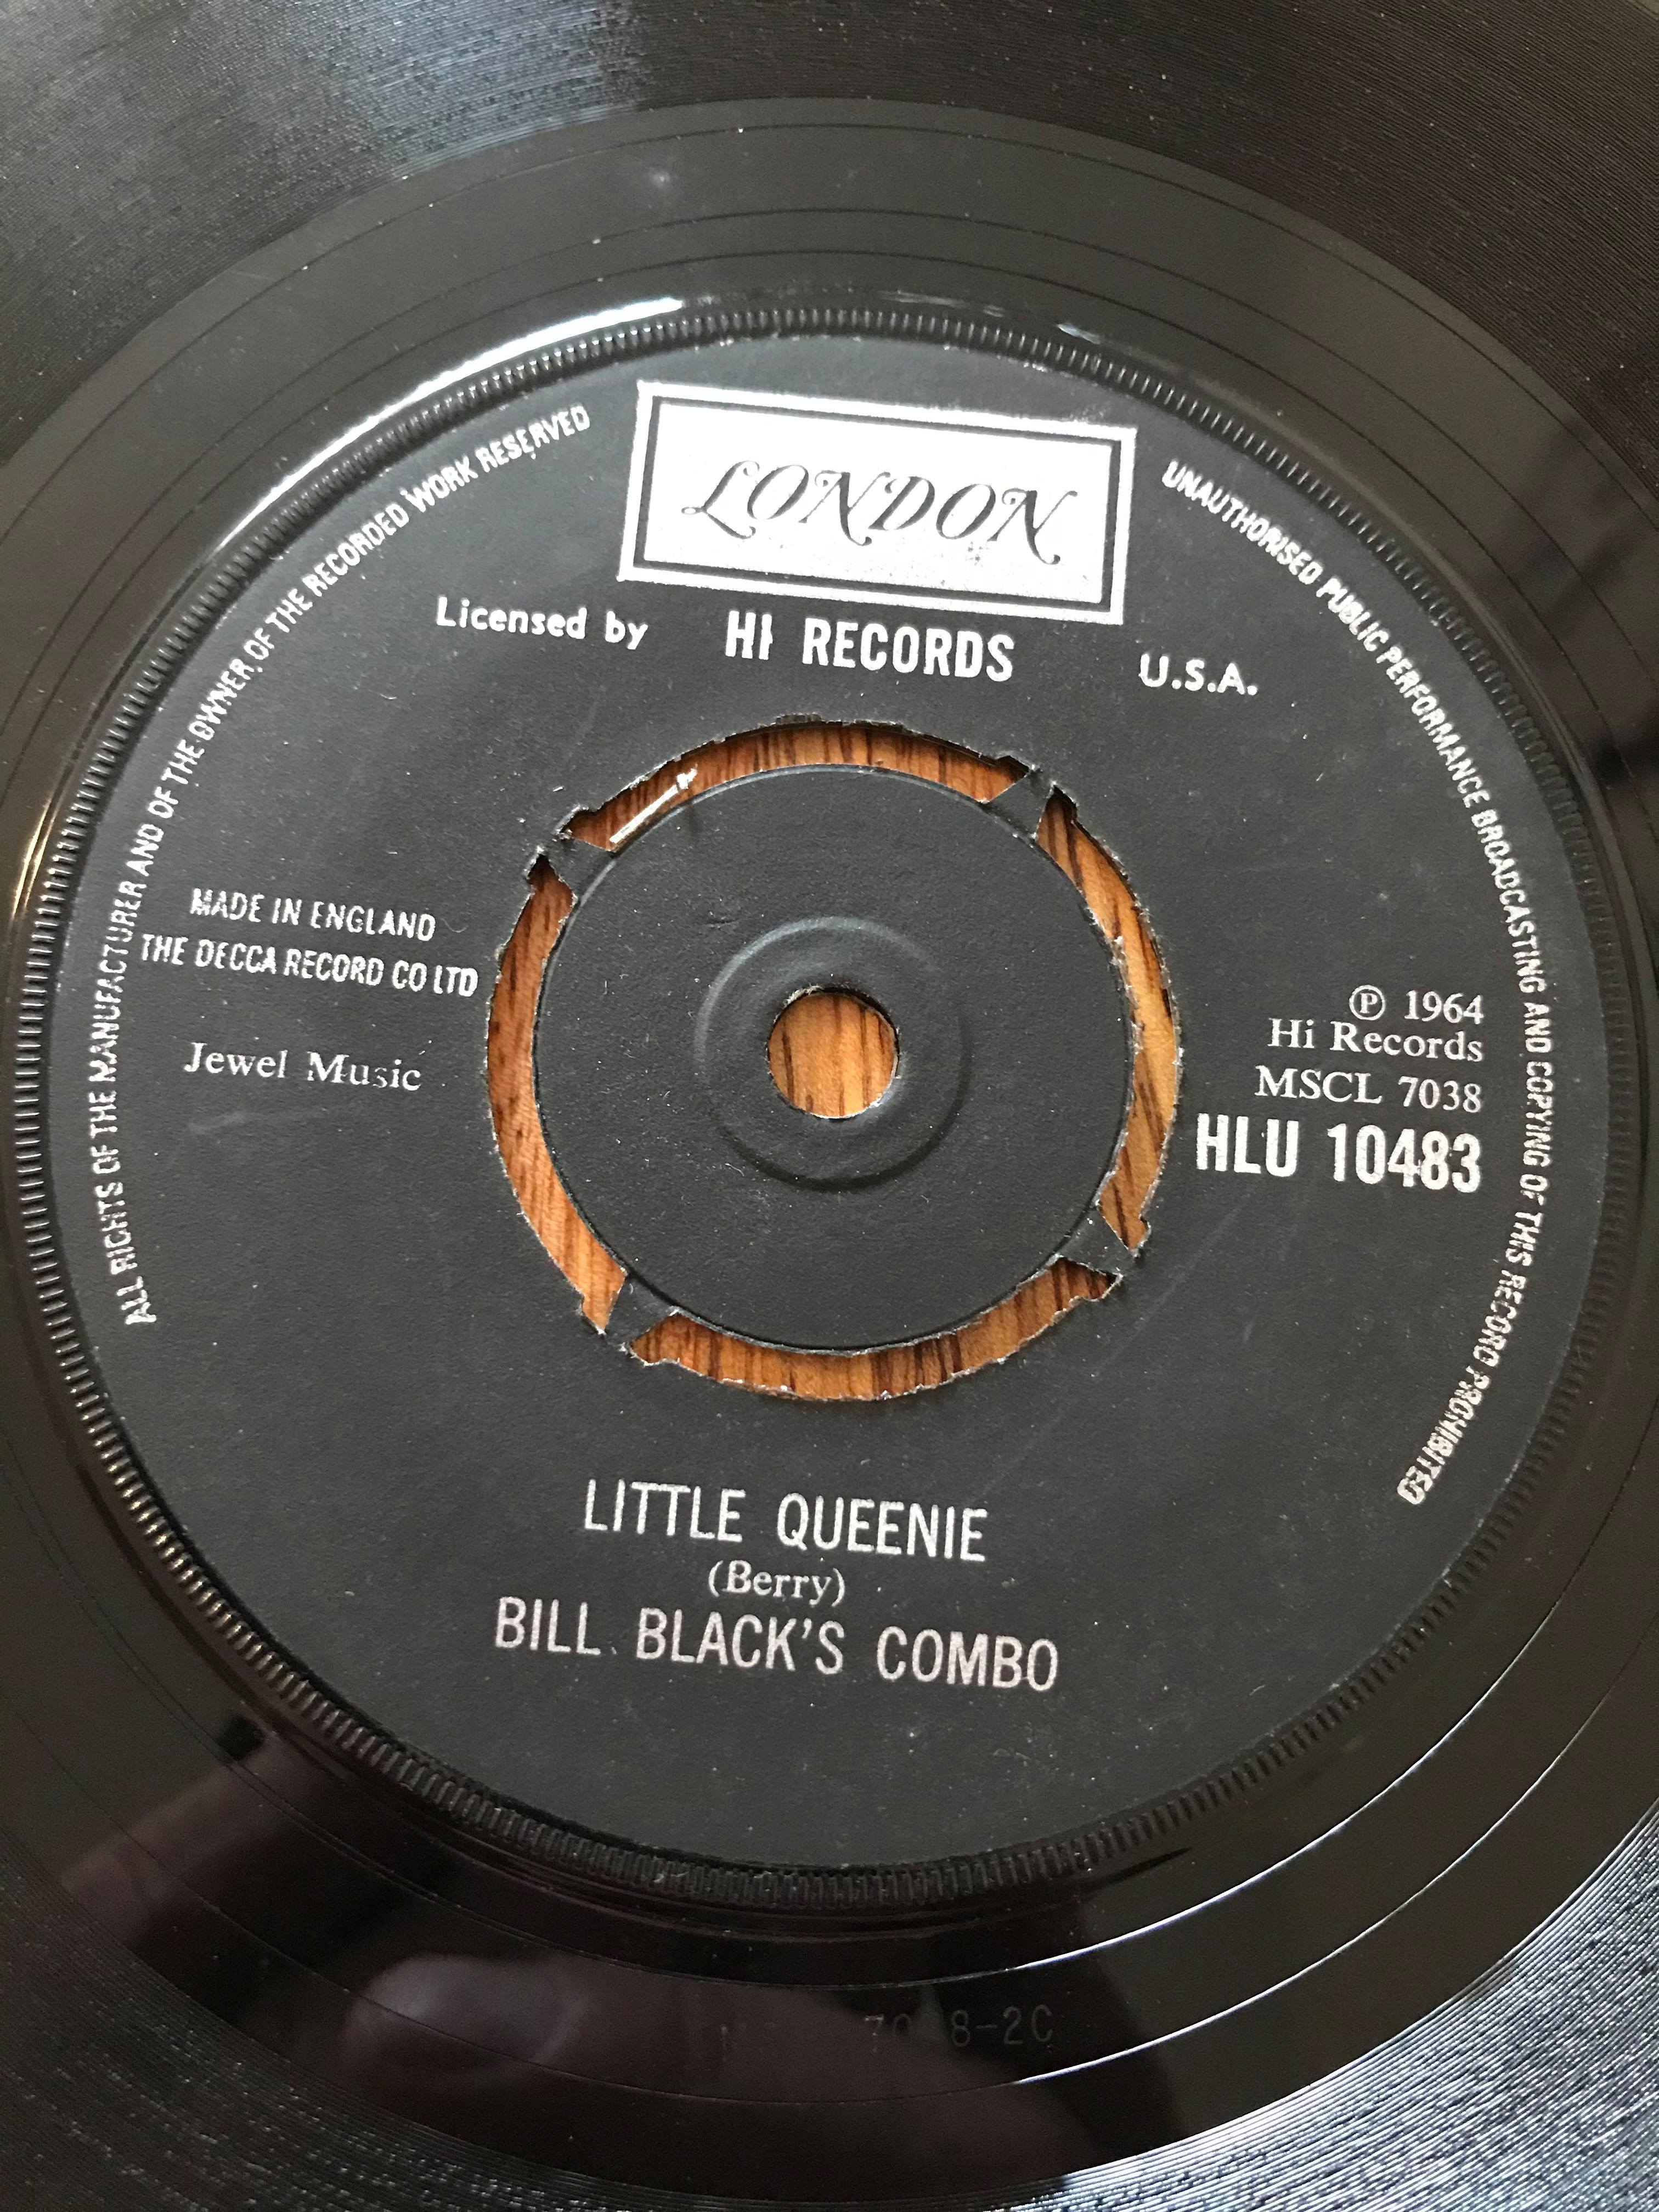 LONDON
Licensed by HI RECORDS U.S.A.
ALL RIGHTS OF THE MANUFACTURER AND OF THE OWNER OF THE RECORDED WORK RESERVED
UNAUTHORISED PUBLIC PERFORMANCE BROADCASTING AND COPYING OF THIS RECORD PROHIBITED
MADE IN ENGLAND
THE DECCA RECORD CO LTD
Jewel Music
℗ 1964
Hi Records
MSCL 7038
HLU 10483
LITTLE QUEENIE
(Berry)
BILL BLACK'S COMBO
8-2C